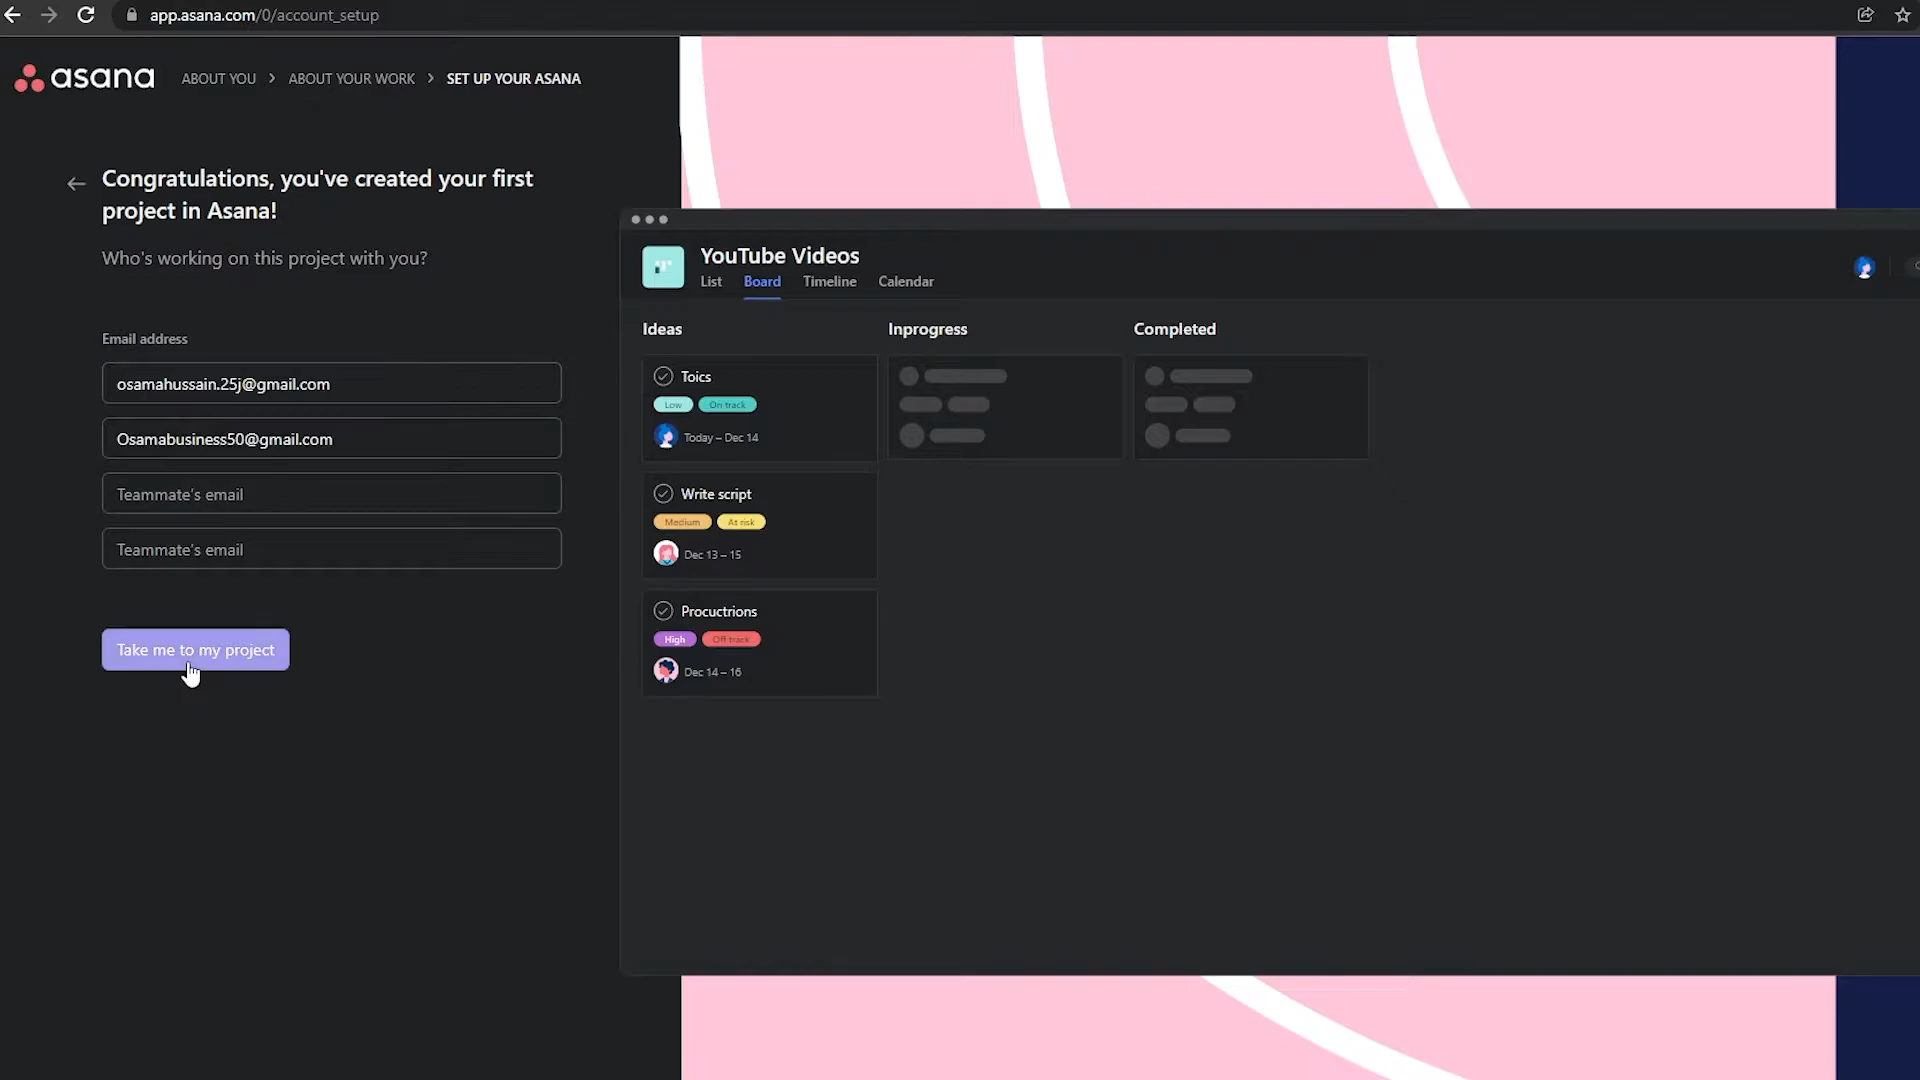 app.asana.com/0/account_setup
asana ABOUT YOU > ABOUT YOUR WORK > SET UP YOUR ASANA
Congratulations, you've created your first
project in Asana!
Who's working on this project with you?
Email address
osamahussain.25j@gmail.com
Osamabusiness50@gmail.com
Teammate's email
Teammate's email
Take me to my project
YouTube Videos
List Board Timeline Calendar
Ideas Inprogress Completed
Toics
Low On track
Today – Dec 14
Write script
Medium At risk
Dec 13 – 15
Procuctrions
High Off track
Dec 14 – 16